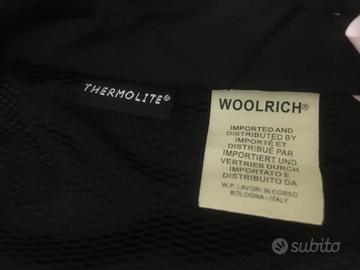 THERMOLITE®
WOOLRICH®
IMPORTED AND
DISTRIBUTED BY
IMPORTÉ ET
DISTRIBUÉ PAR
IMPORTIERT UND
VERTRIEB DURCH
IMPORTATO E
DISTRIBUITO DA
W.P. LAVORI IN CORSO
BOLOGNA - ITALY
subito